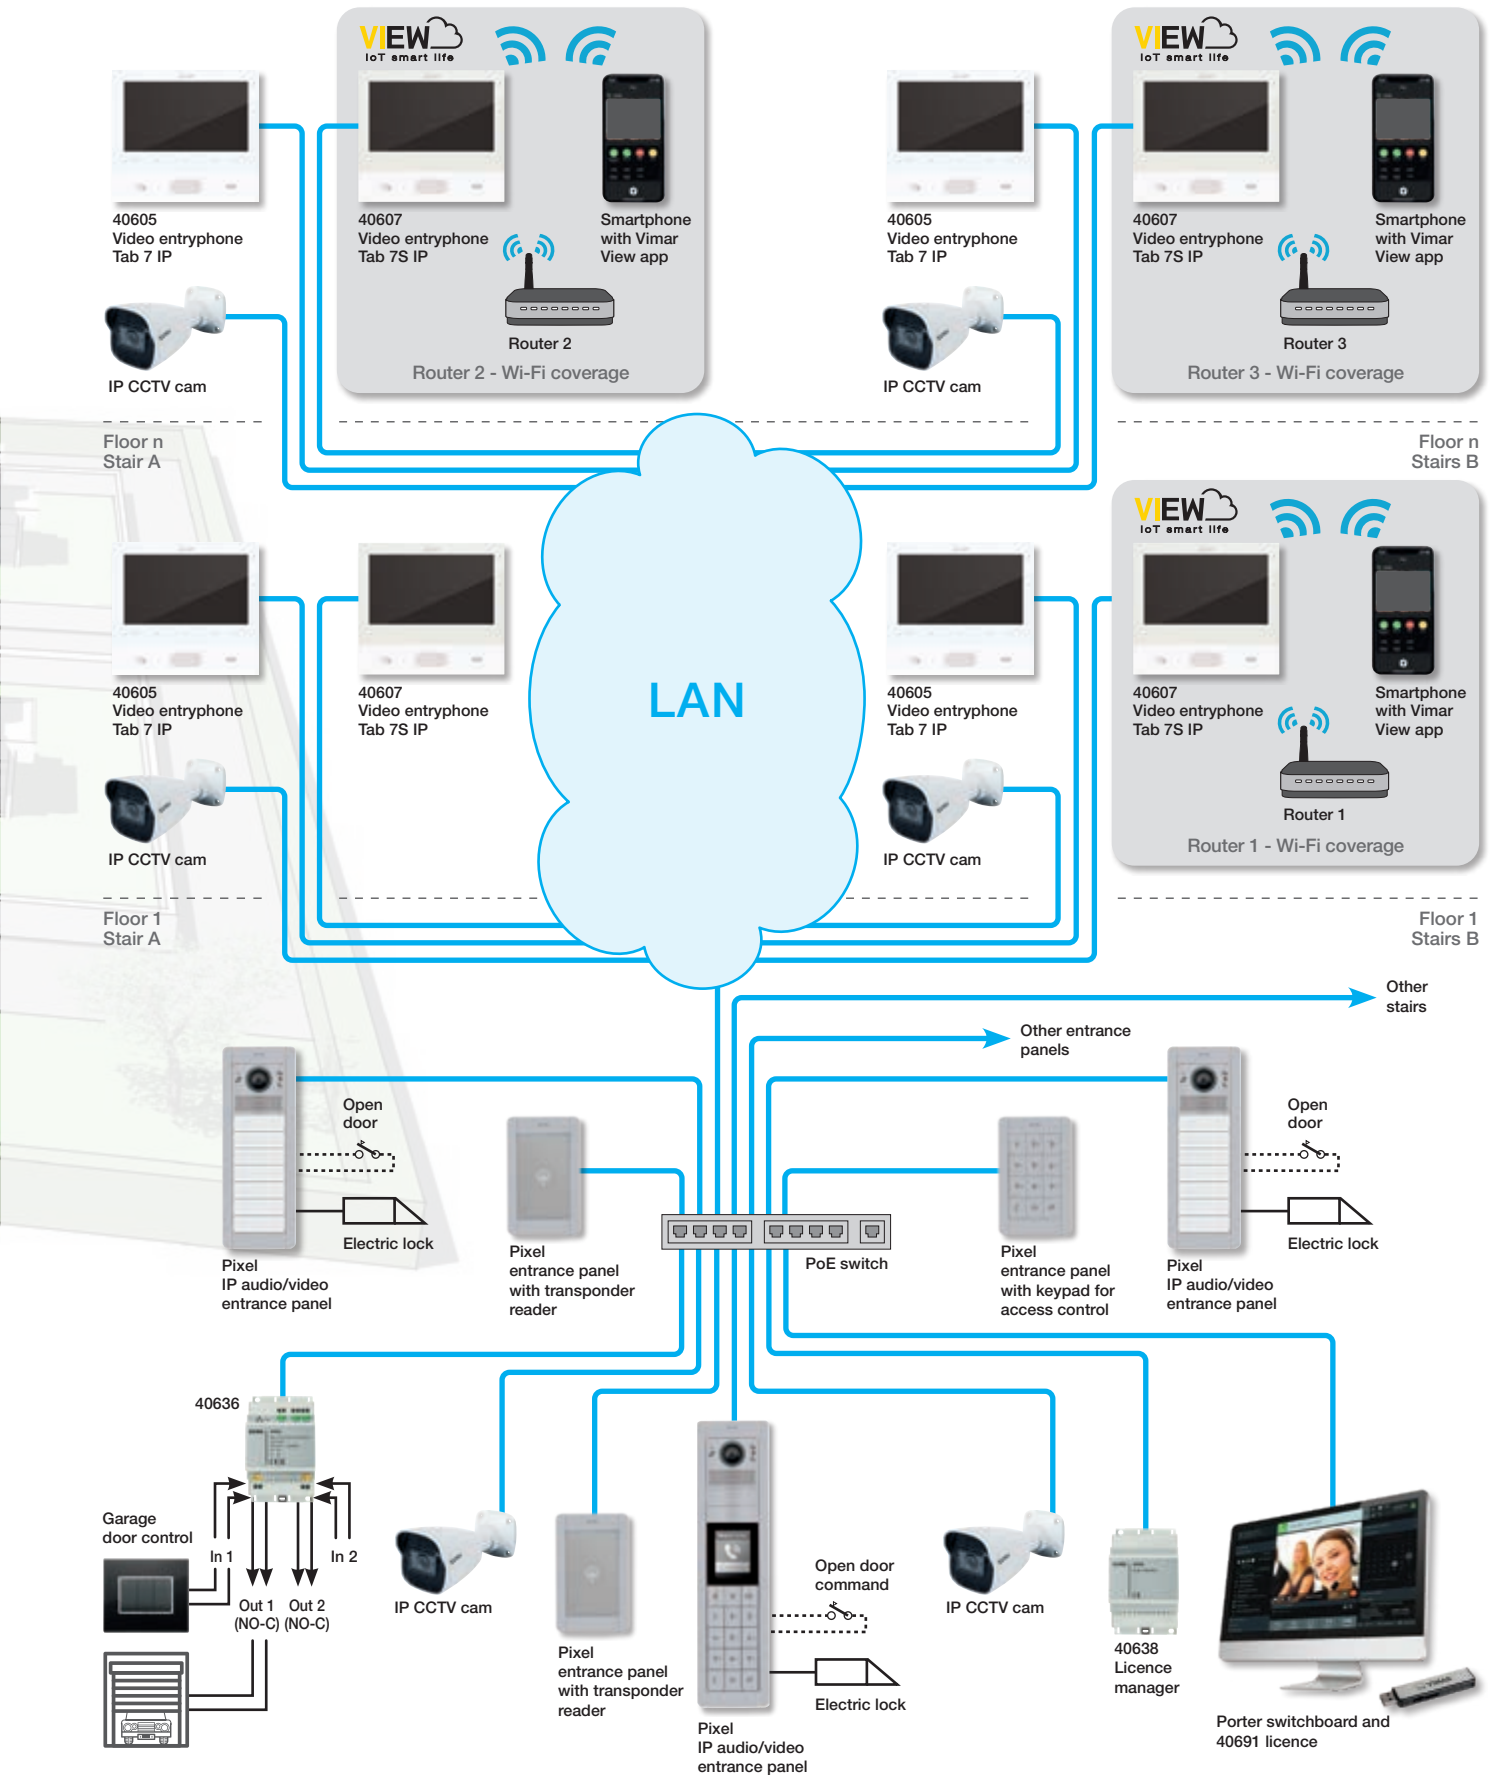 VIEW
IoT smart life
40605
Video entryphone
Tab 7 IP
40607
Video entryphone
Tab 7S IP
Smartphone
with Vimar
View app
Router 2
Router 2 - Wi-Fi coverage
IP CCTV cam
Floor n
Stair A
VIEW
IoT smart life
40605
Video entryphone
Tab 7 IP
40607
Video entryphone
Tab 7S IP
Smartphone
with Vimar
View app
Router 3
Router 3 - Wi-Fi coverage
IP CCTV cam
Floor n
Stairs B
40605
Video entryphone
Tab 7 IP
40607
Video entryphone
Tab 7S IP
IP CCTV cam
Floor 1
Stair A
LAN
VIEW
IoT smart life
40605
Video entryphone
Tab 7 IP
40607
Video entryphone
Tab 7S IP
Smartphone
with Vimar
View app
Router 1
Router 1 - Wi-Fi coverage
IP CCTV cam
Floor 1
Stairs B
Other
stairs
Other entrance
panels
Open
door
Electric lock
Pixel
IP audio/video
entrance panel
Pixel
entrance panel
with transponder
reader
PoE switch
Pixel
entrance panel
with keypad for
access control
Open
door
Electric lock
Pixel
IP audio/video
entrance panel
40636
Garage
door control
In 1
In 2
Out 1
(NO-C)
Out 2
(NO-C)
IP CCTV cam
Pixel
entrance panel
with transponder
reader
Open door
command
Electric lock
Pixel
IP audio/video
entrance panel
IP CCTV cam
40638
Licence
manager
VIMAR
Porter switchboard and
40691 licence